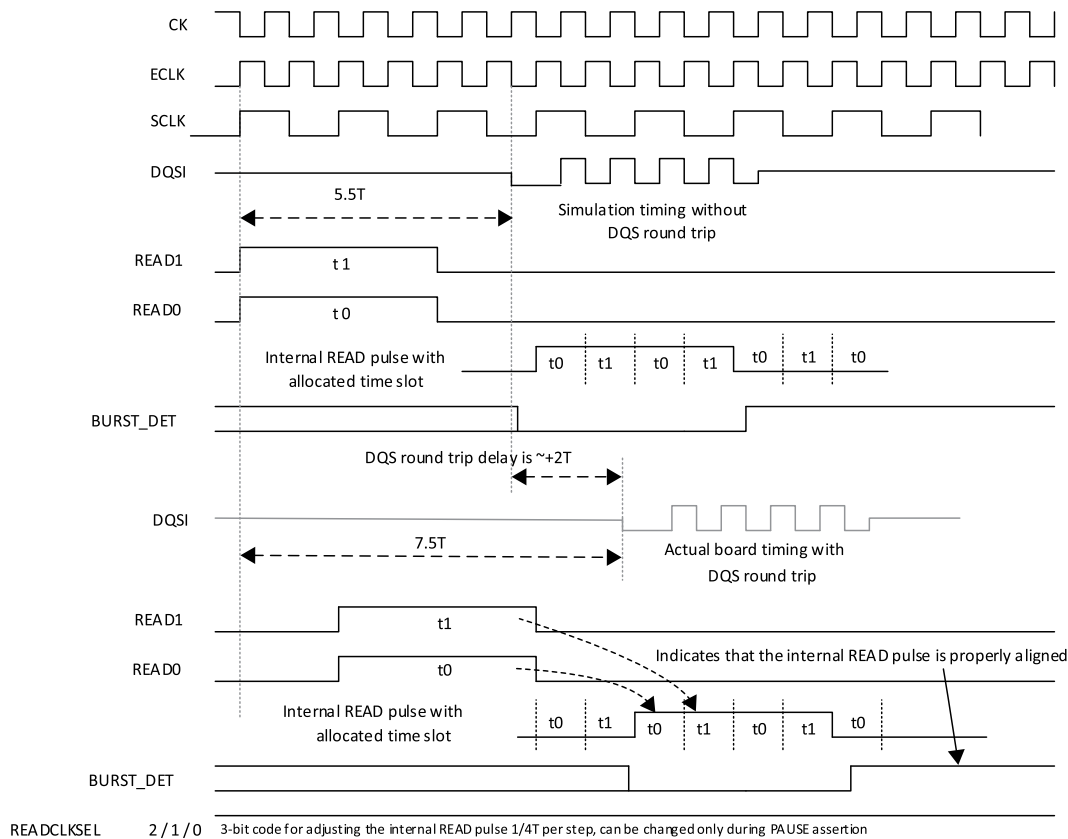 CK
ECLK
SCLK
DQSI
5.5T
Simulation timing without
DQS round trip
READ1
t1
READ0
t0
Internal READ pulse with
allocated time slot
t0 t1 t0 t1 t0 t1 t0
BURST_DET
DQS round trip delay is ~+2T
DQSI
7.5T
Actual board timing with
DQS round trip
READ1
t1
READ0
t0
Indicates that the internal READ pulse is properly aligned
Internal READ pulse with
allocated time slot
t0 t1 t0 t1 t0 t1 t0
BURST_DET
READCLKSEL 2/1/0 3-bit code for adjusting the internal READ pulse 1/4T per step, can be changed only during PAUSE assertion